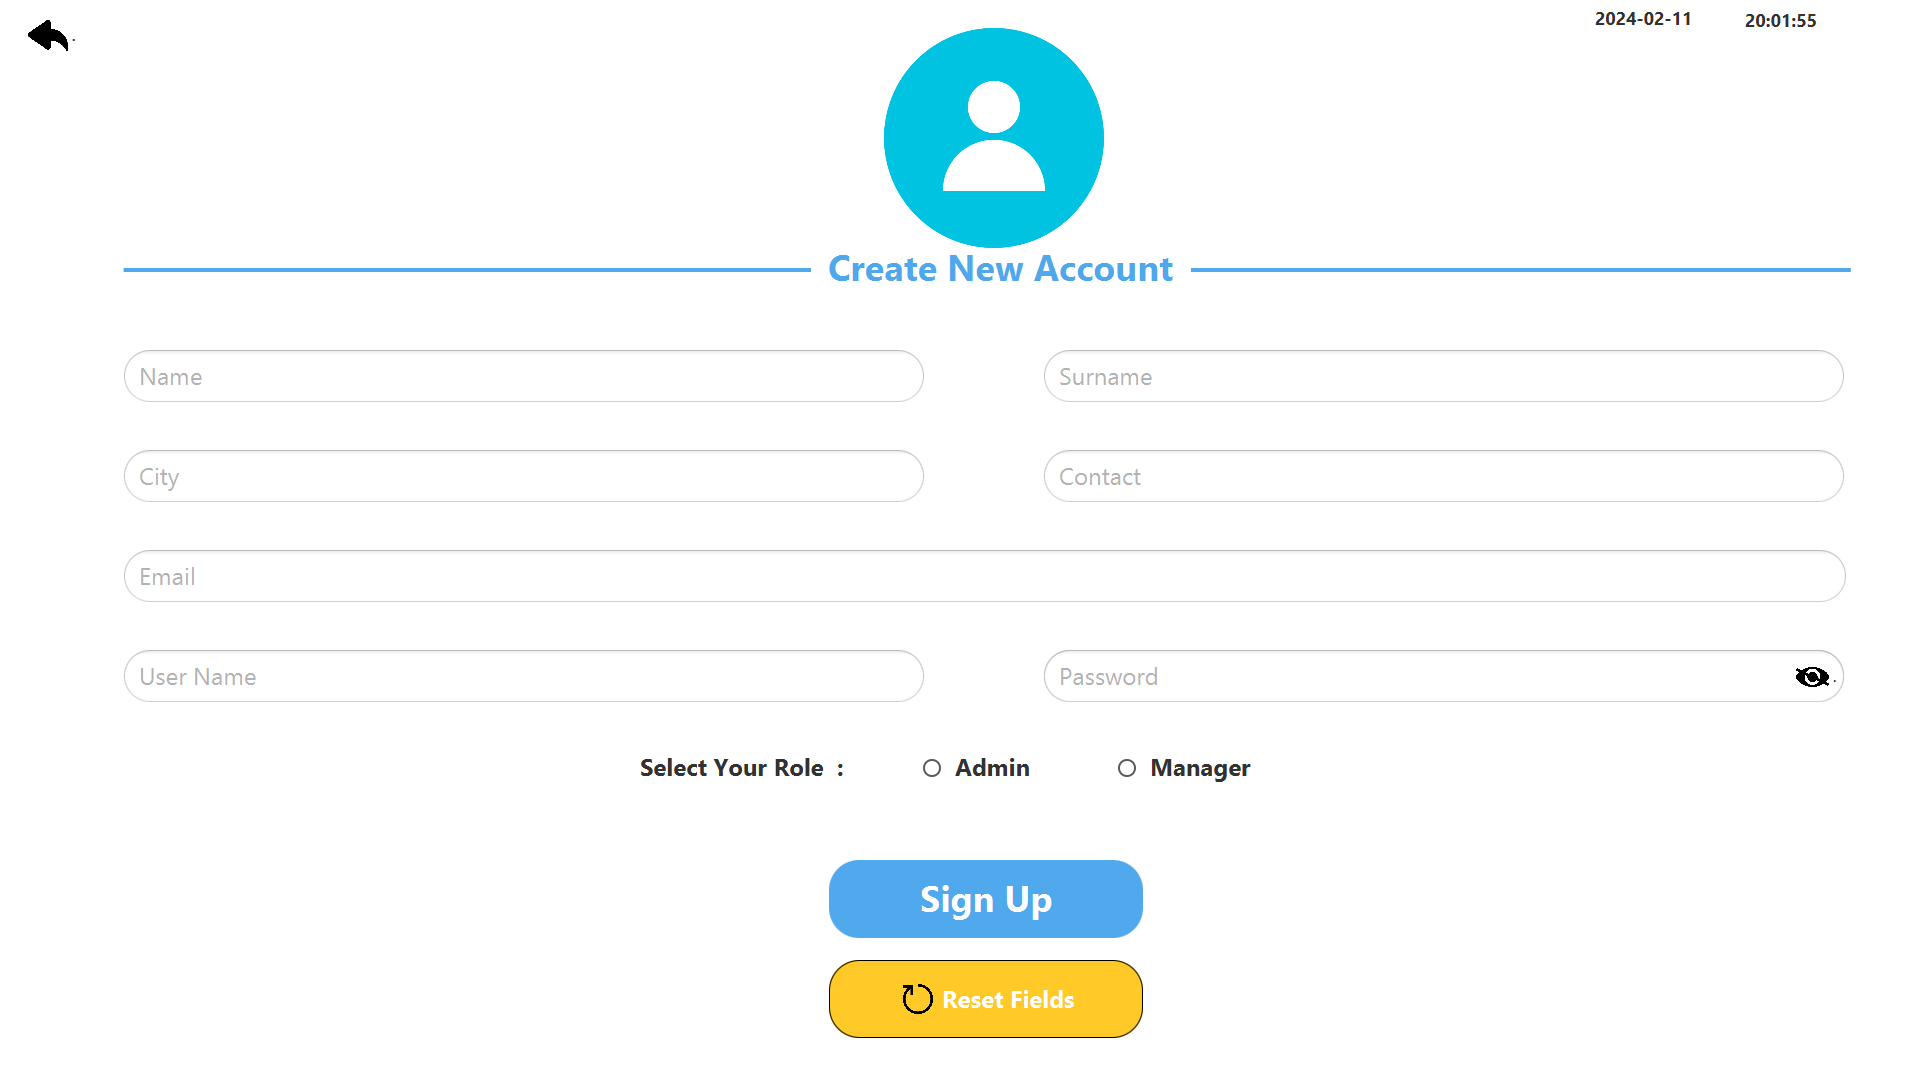 2024-02-11 20:01:55
Create New Account
Name Surname
City Contact
Email
User Name Password
Select Your Role : Admin Manager
Sign Up
Reset Fields